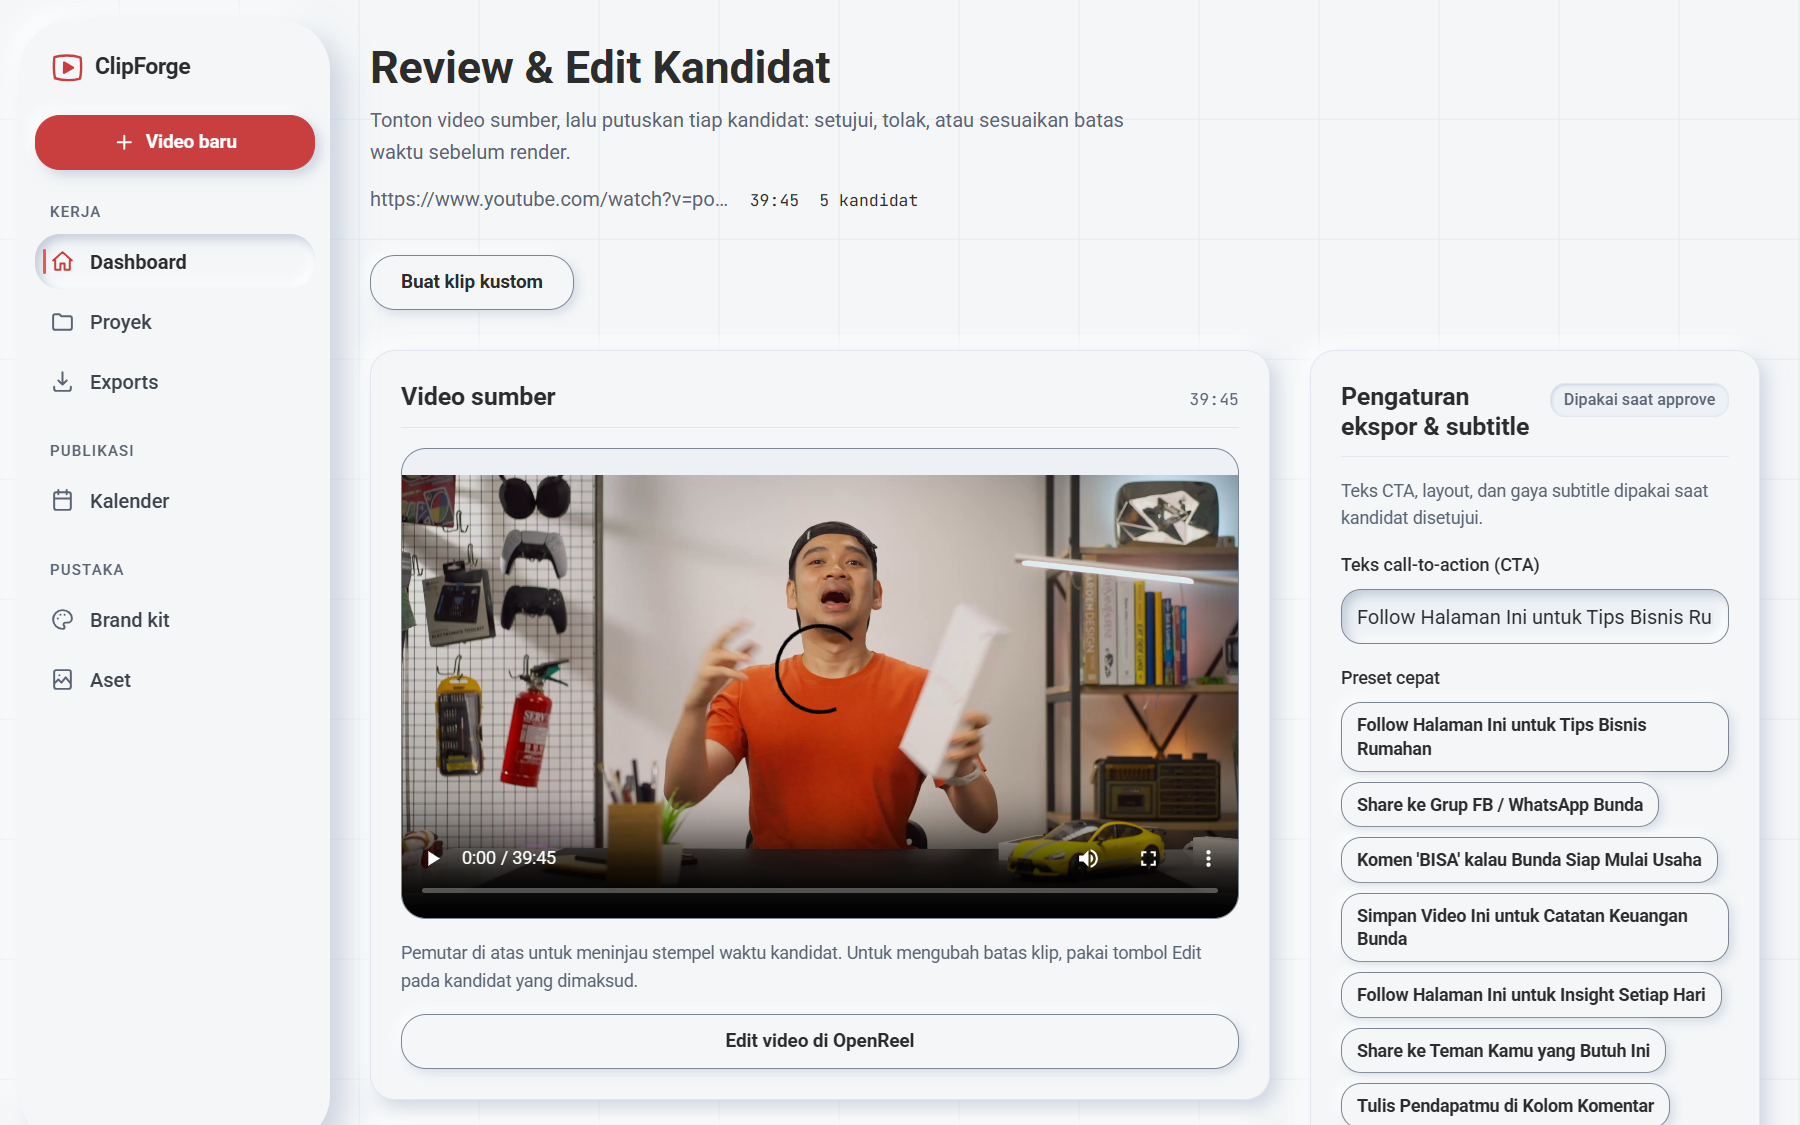 ClipForge
Video baru
KERJA
Dashboard
Proyek
Exports
PUBLIKASI
Kalender
PUSTAKA
Brand kit
Aset
Review & Edit Kandidat
Tonton video sumber, lalu putuskan tiap kandidat: setujui, tolak, atau sesuaikan batas
waktu sebelum render.
https://www.youtube.com/watch?v=po… 39:45 5 kandidat
Buat klip kustom
Video sumber
39:45
SERV
0:00 / 39:45
Pemutar di atas untuk meninjau stempel waktu kandidat. Untuk mengubah batas klip, pakai tombol Edit
pada kandidat yang dimaksud.
Edit video di OpenReel
Pengaturan
ekspor & subtitle
Dipakai saat approve
Teks CTA, layout, dan gaya subtitle dipakai saat
kandidat disetujui.
Teks call-to-action (CTA)
Follow Halaman Ini untuk Tips Bisnis Ru
Preset cepat
Follow Halaman Ini untuk Tips Bisnis
Rumahan
Share ke Grup FB / WhatsApp Bunda
Komen 'BISA' kalau Bunda Siap Mulai Usaha
Simpan Video Ini untuk Catatan Keuangan
Bunda
Follow Halaman Ini untuk Insight Setiap Hari
Share ke Teman Kamu yang Butuh Ini
Tulis Pendapatmu di Kolom Komentar